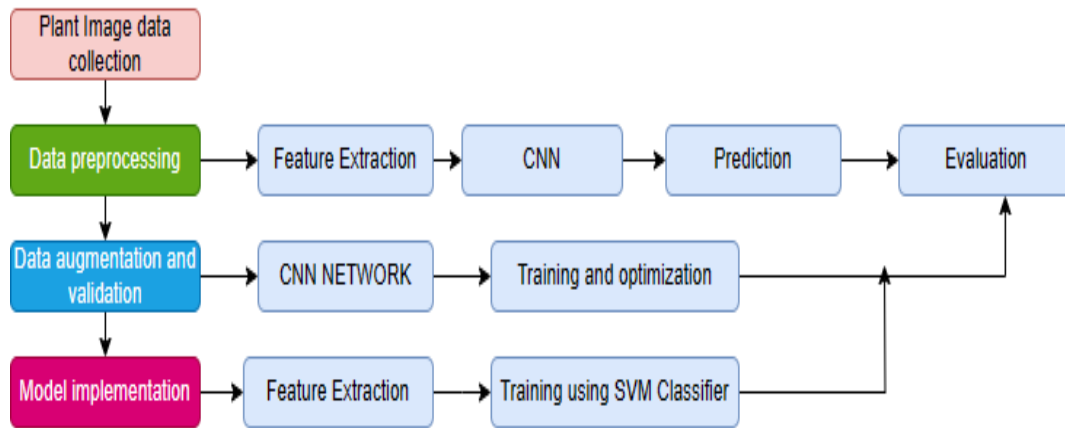 Plant Image data
collection
Data preprocessing
Feature Extraction
CNN
Prediction
Evaluation
Data augmentation and
validation
CNN NETWORK
Training and optimization
Model implementation
Feature Extraction
Training using SVM Classifier